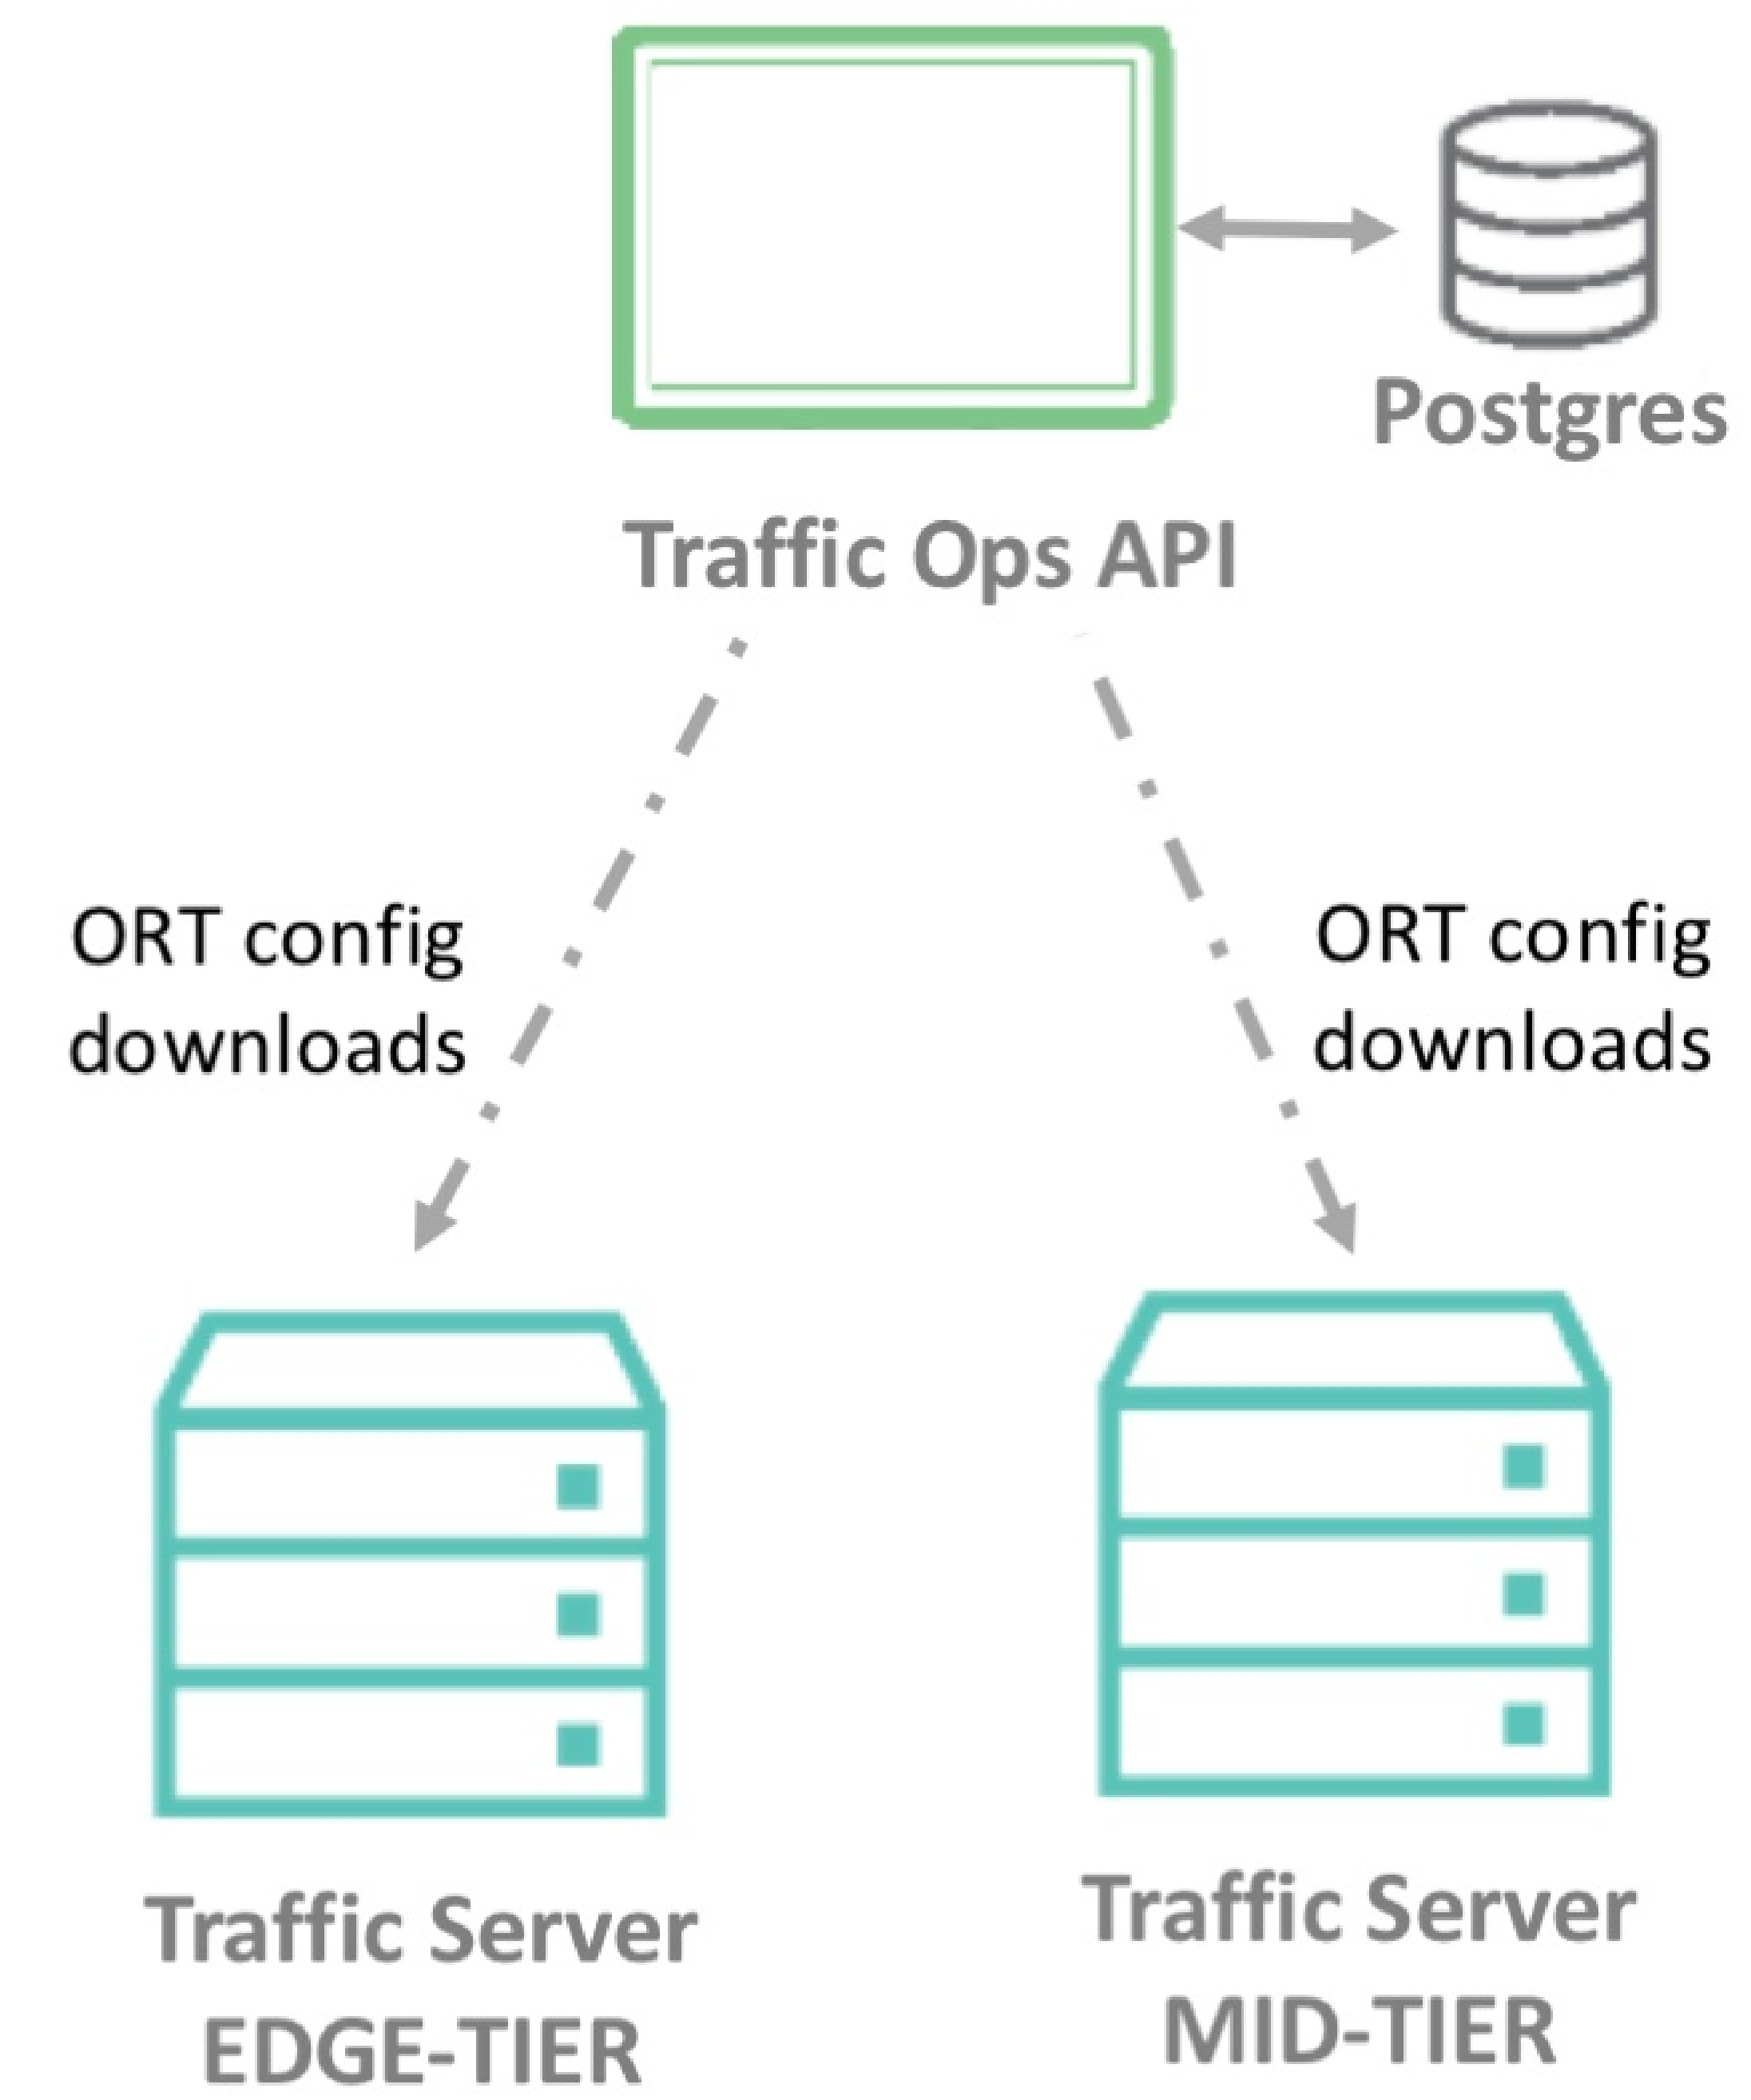 Postgres
Traffic Ops API
ORT config
downloads
ORT config
downloads
Traffic Server
EDGE-TIER
Traffic Server
MID-TIER